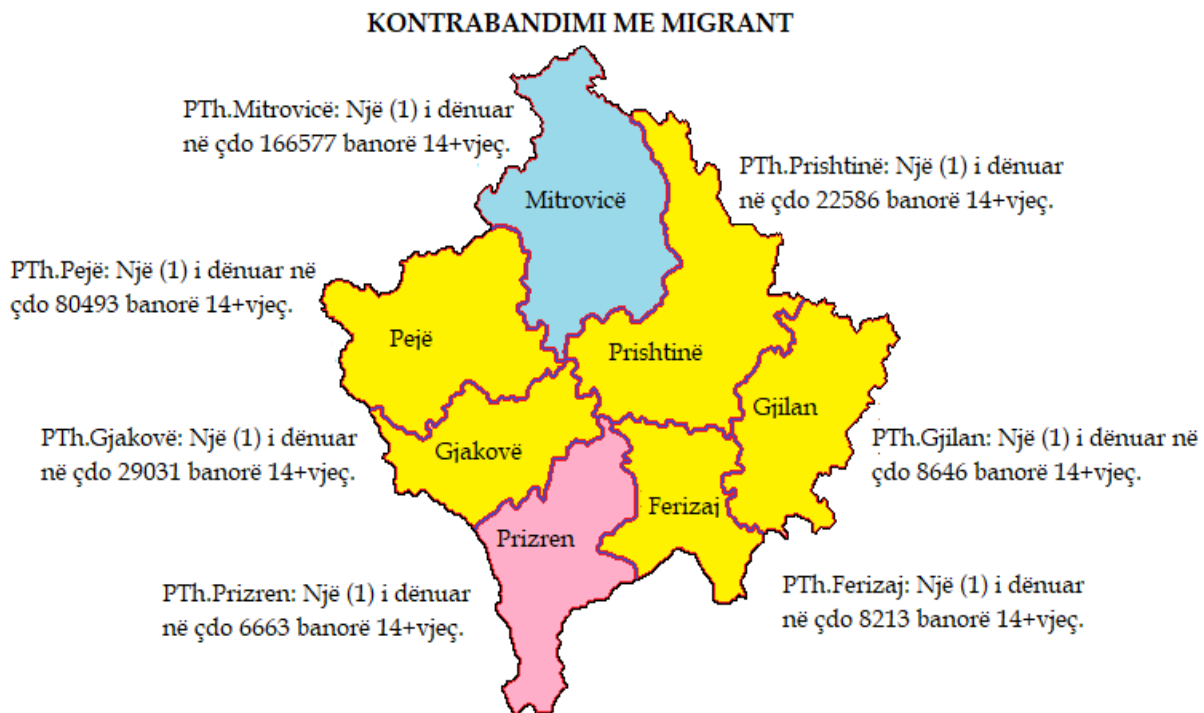 KONTRABANDIMI ME MIGRANT
PTh.Mitrovicë: Një (1) i dënuar
në çdo 166577 banorë 14+vjeç.
PTh.Prishtinë: Një (1) i dënuar
në çdo 22586 banorë 14+vjeç.
Mitrovicë
PTh.Pejë: Një (1) i dënuar në
çdo 80493 banorë 14+vjeç.
Pejë
Prishtinë
Gjilan
PTh.Gjakovë: Një (1) i dënuar
në çdo 29031 banorë 14+vjeç.
Gjakovë
PTh.Gjilan: Një (1) i dënuar në
çdo 8646 banorë 14+vjeç.
Ferizaj
Prizren
PTh.Prizren: Një (1) i dënuar
në çdo 6663 banorë 14+vjeç.
PTh.Ferizaj: Një (1) i dënuar
në çdo 8213 banorë 14+vjeç.